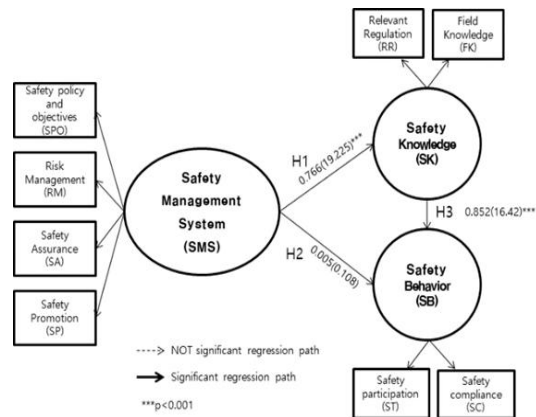 Relevant
Regulation
(RR)
Field
Knowledge
(FK)
Safety policy
and
objectives
(SPO)
Risk
Management
(RM)
Safety
Assurance
(SA)
Safety
Promotion
(SP)
Safety
Management
System
(SMS)
H1
0.766(19.225)***
Safety
Knowledge
(SK)
H3 0.852(16.42)***
H2
0.005(0.108)
Safety
Behavior
(SB)
NOT significant regression path
Significant regression path
***p<0.001
Safety
participation
(ST)
Safety
compliance
(SC)